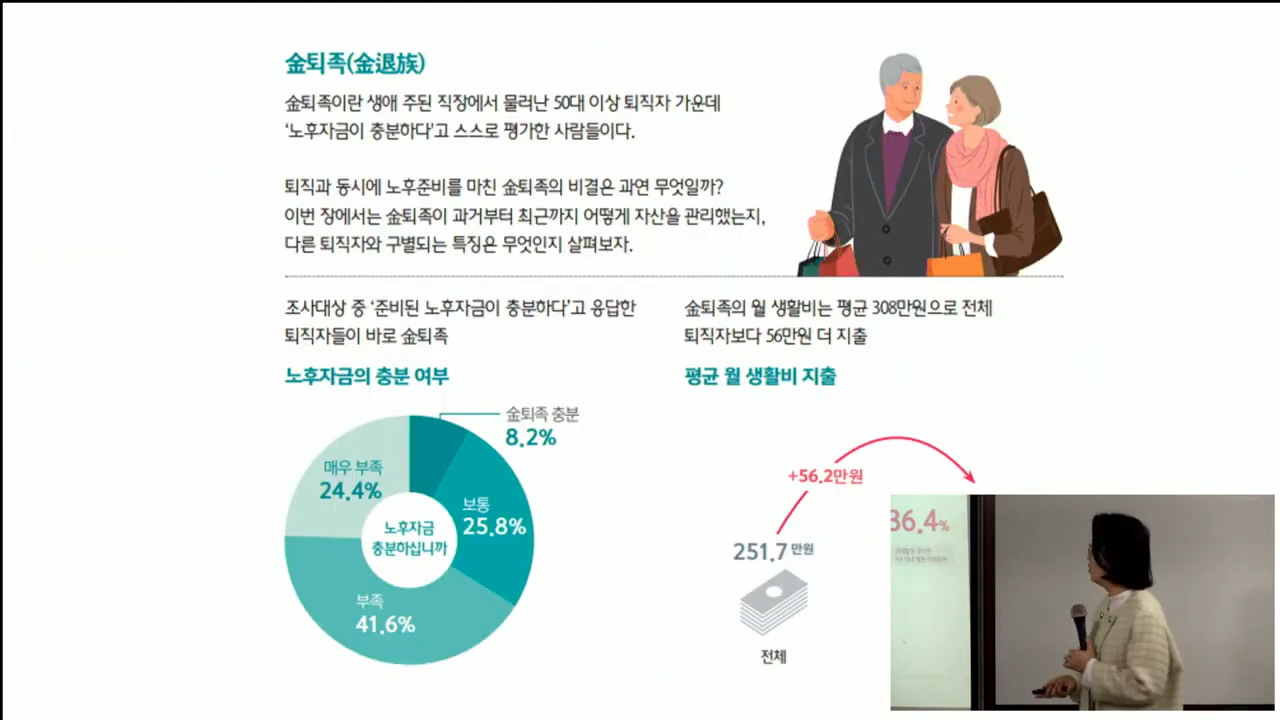 金퇴족(金退族)
金퇴족이란 생애 주된 직장에서 물러난 50대 이상 퇴직자 가운데
‘노후자금이 충분하다’고 스스로 평가한 사람들이다.
퇴직과 동시에 노후준비를 마친 金퇴족의 비결은 과연 무엇일까?
이번 장에서는 金퇴족이 과거부터 최근까지 어떻게 자산을 관리했는지,
다른 퇴직자와 구별되는 특징은 무엇인지 살펴보자.
조사대상 중 ‘준비된 노후자금이 충분하다’고 응답한
퇴직자들이 바로 金퇴족
노후자금의 충분 여부
金퇴족 충분
8.2%
매우 부족
24.4%
보통
25.8%
노후자금
충분하십니까
부족
41.6%
金퇴족의 월 생활비는 평균 308만원으로 전체
퇴직자보다 56만원 더 지출
평균 월 생활비 지출
+56.2만원
251.7만원
전체
36.4%